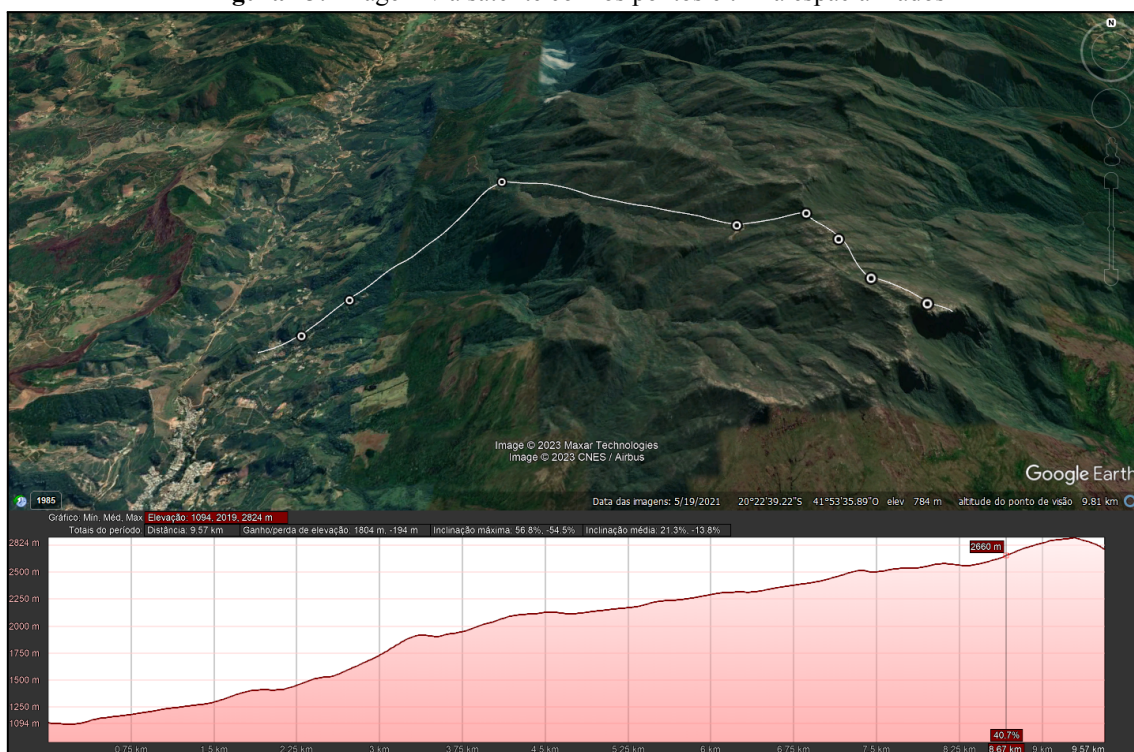 N
Image © 2023 Maxar Technologies
Image © 2023 CNES / Airbus
Google Earth
1985
Data das imagens: 5/19/2021 20°22'39.22"S 41°53'35.89"O elev 784 m altitude do ponto de visão 9.81 km
Gráfico: Min, Méd, Max Elevação: 1094, 2019, 2824 m
Totais do período: Distância: 9.57 km Ganho/perda de elevação: 1804 m, -194 m Inclinação máxima: 56.8%, -54.5% Inclinação média: 21.3%, -13.8%
2824 m
2660 m
2500 m
2250 m
2000 m
1750 m
1500 m
1250 m
1094 m
40.7%
0.75 km 1.5 km 2.25 km 3 km 3.75 km 4.5 km 5.25 km 6 km 6.75 km 7.5 km 8.25 km 8.67 km 9 km 9.57 km